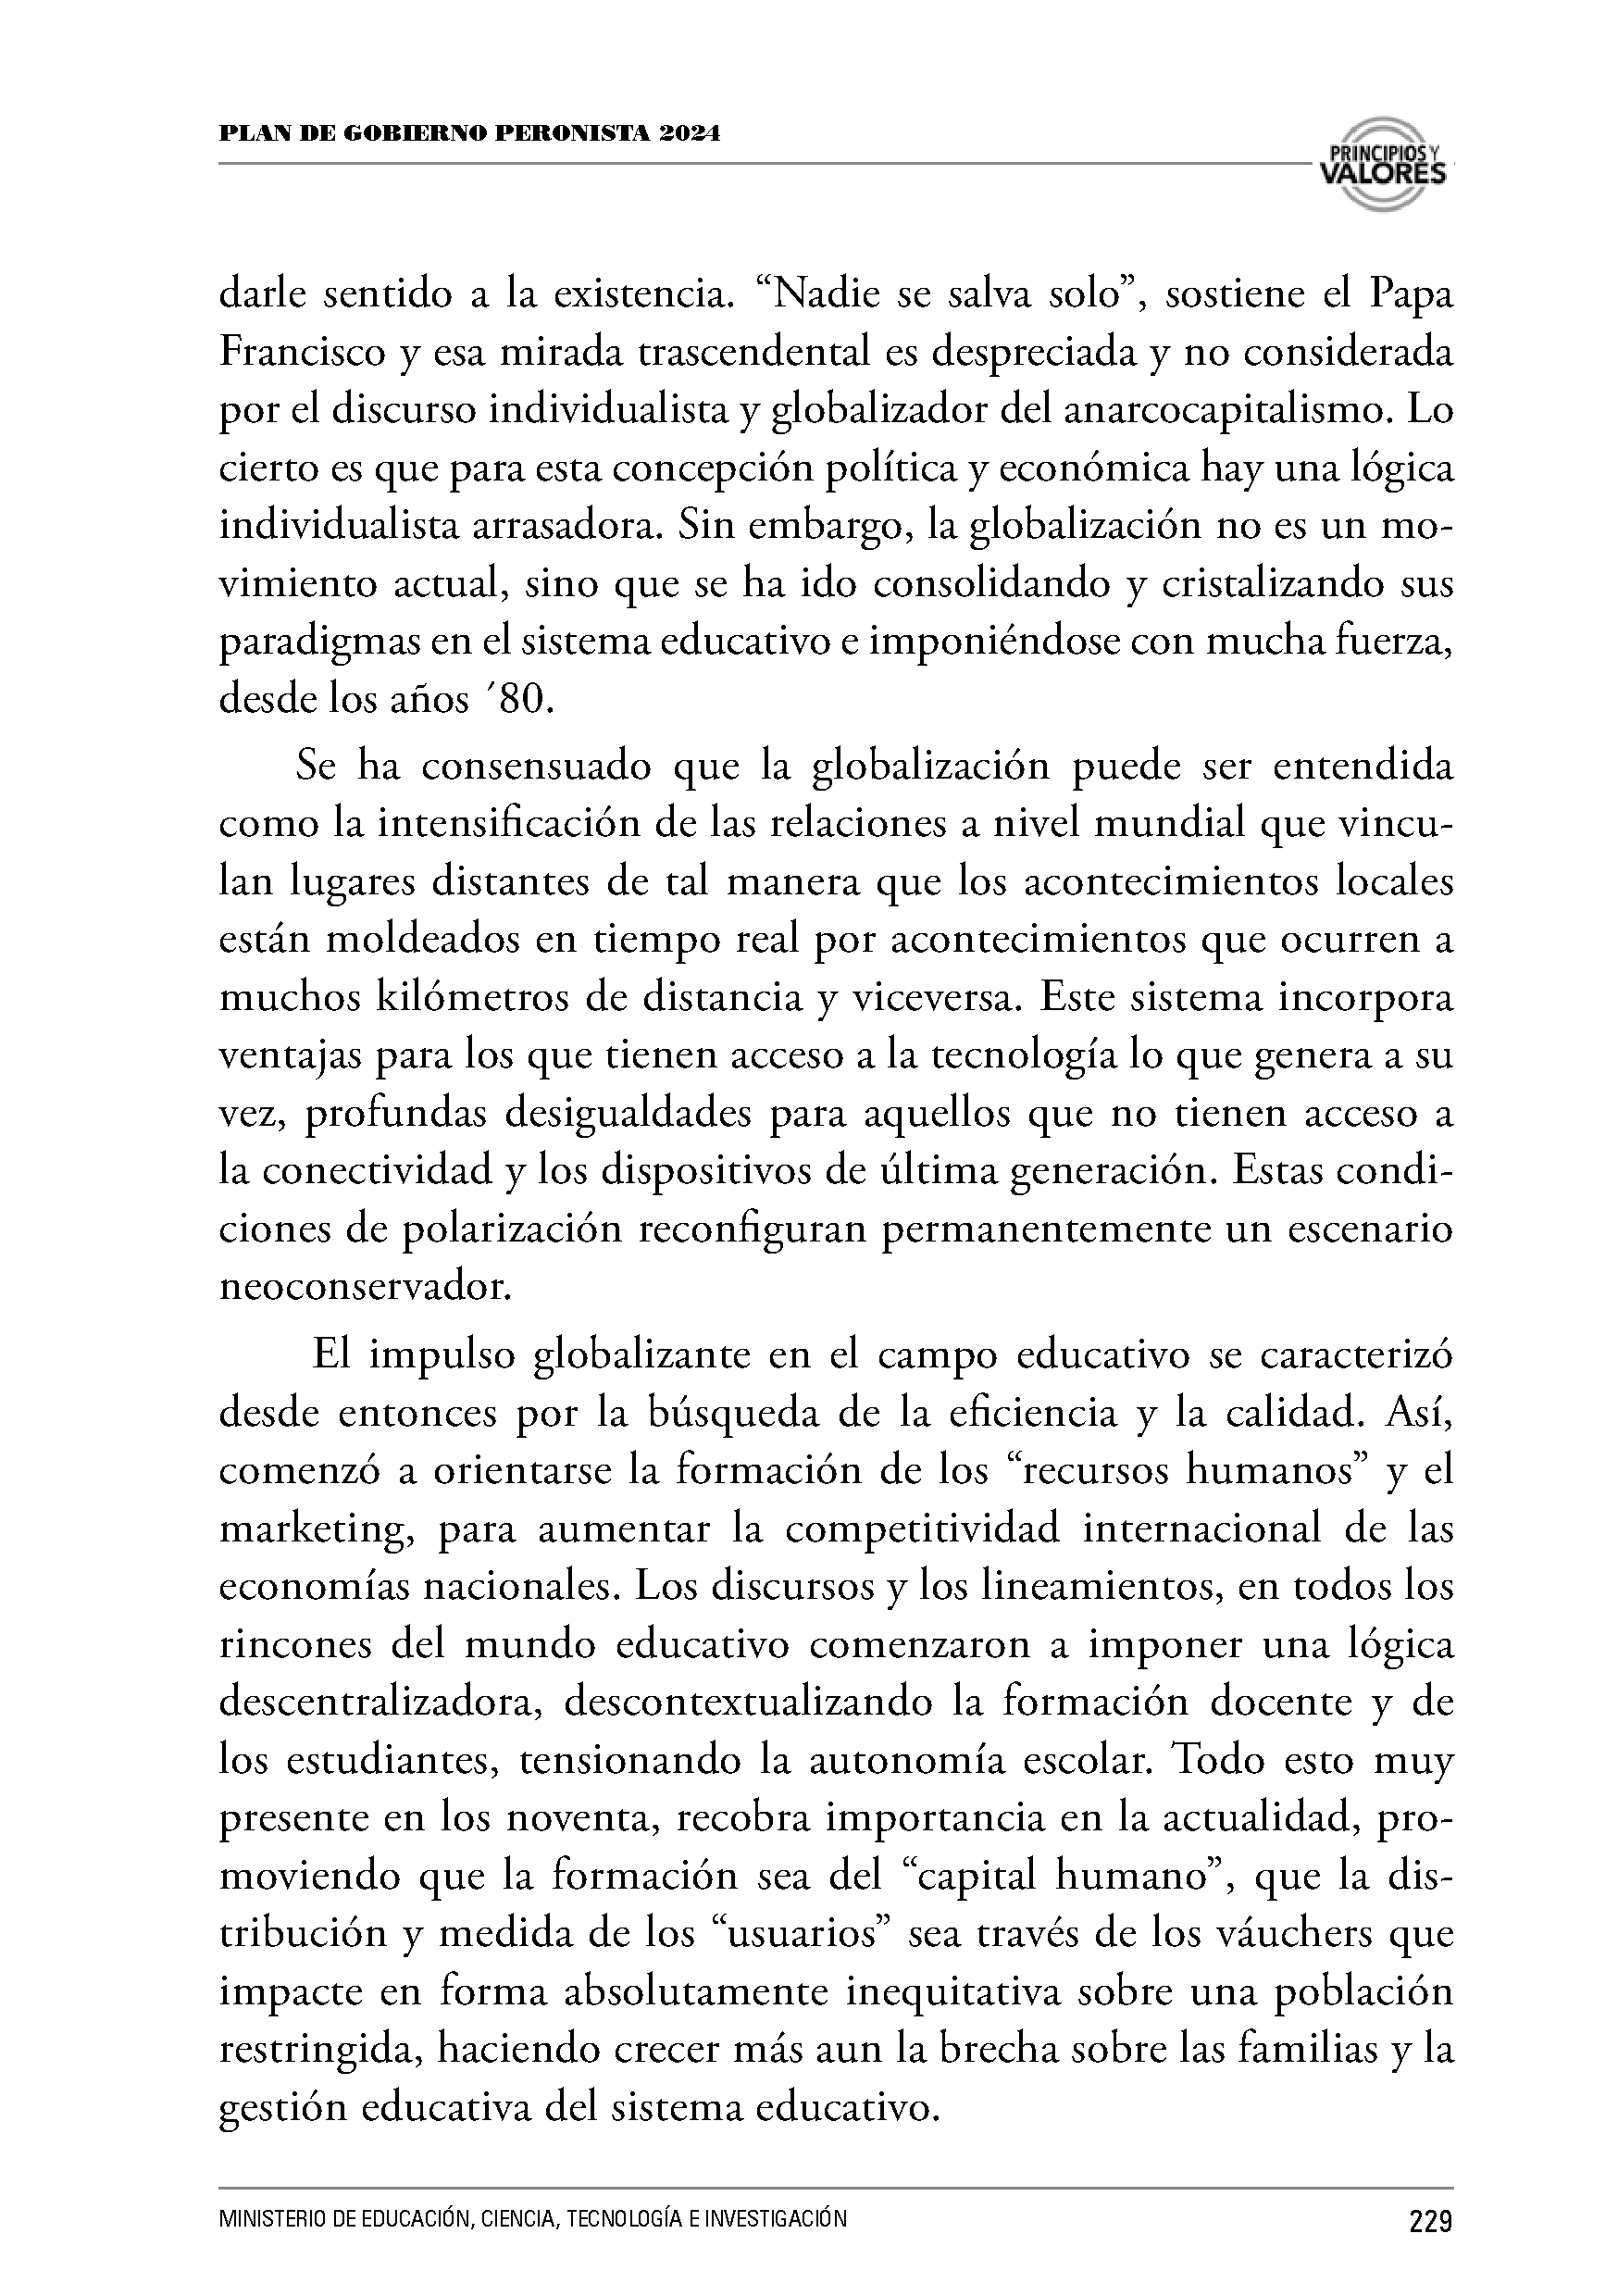 PLAN DE GOBIERNO PERONISTA 2024
PRINCIPIOS Y
VALORES
darle sentido a la existencia. “Nadie se salva solo”, sostiene el Papa
Francisco y esa mirada trascendental es despreciada y no considerada
por el discurso individualista y globalizador del anarcocapitalismo. Lo
cierto es que para esta concepción política y económica hay una lógica
individualista arrasadora. Sin embargo, la globalización no es un mo-
vimiento actual, sino que se ha ido consolidando y cristalizando sus
paradigmas en el sistema educativo e imponiéndose con mucha fuerza,
desde los años ´80.
Se ha consensuado que la globalización puede ser entendida
como la intensificación de las relaciones a nivel mundial que vincu-
lan lugares distantes de tal manera que los acontecimientos locales
están moldeados en tiempo real por acontecimientos que ocurren a
muchos kilómetros de distancia y viceversa. Este sistema incorpora
ventajas para los que tienen acceso a la tecnología lo que genera a su
vez, profundas desigualdades para aquellos que no tienen acceso a
la conectividad y los dispositivos de última generación. Estas condi-
ciones de polarización reconfiguran permanentemente un escenario
neoconservador.
El impulso globalizante en el campo educativo se caracterizó
desde entonces por la búsqueda de la eficiencia y la calidad. Así,
comenzó a orientarse la formación de los “recursos humanos” y el
marketing, para aumentar la competitividad internacional de las
economías nacionales. Los discursos y los lineamientos, en todos los
rincones del mundo educativo comenzaron a imponer una lógica
descentralizadora, descontextualizando la formación docente y de
los estudiantes, tensionando la autonomía escolar. Todo esto muy
presente en los noventa, recobra importancia en la actualidad, pro-
moviendo que la formación sea del “capital humano”, que la dis-
tribución y medida de los “usuarios” sea través de los váuchers que
impacte en forma absolutamente inequitativa sobre una población
restringida, haciendo crecer más aun la brecha sobre las familias y la
gestión educativa del sistema educativo.
MINISTERIO DE EDUCACIÓN, CIENCIA, TECNOLOGÍA E INVESTIGACIÓN
229